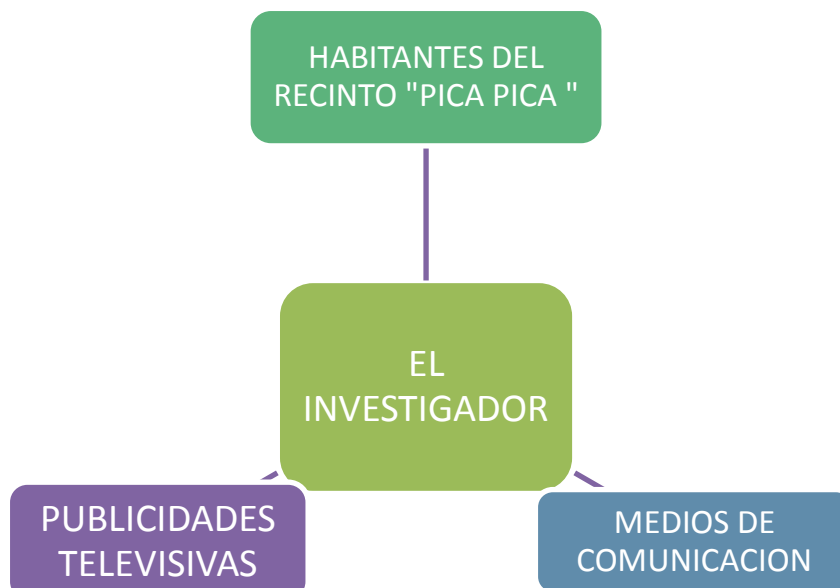 HABITANTES DEL
RECINTO "PICA PICA "
EL
INVESTIGADOR
PUBLICIDADES
TELEVISIVAS
MEDIOS DE
COMUNICACION